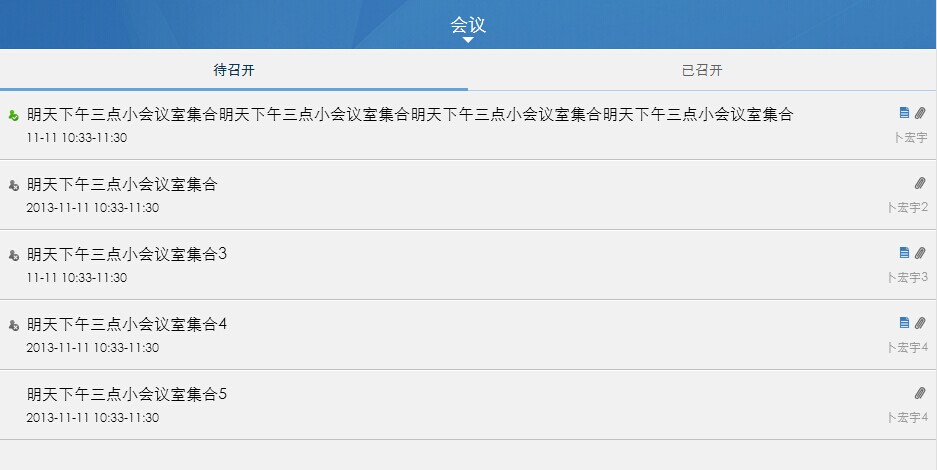 会议
待召开 已召开
明天下午三点小会议室集合明天下午三点小会议室集合明天下午三点小会议室集合明天下午三点小会议室集合
11-11 10:33-11:30 卜宏宇
明天下午三点小会议室集合
2013-11-11 10:33-11:30 卜宏宇2
明天下午三点小会议室集合3
11-11 10:33-11:30 卜宏宇3
明天下午三点小会议室集合4
2013-11-11 10:33-11:30 卜宏宇4
明天下午三点小会议室集合5
2013-11-11 10:33-11:30 卜宏宇4